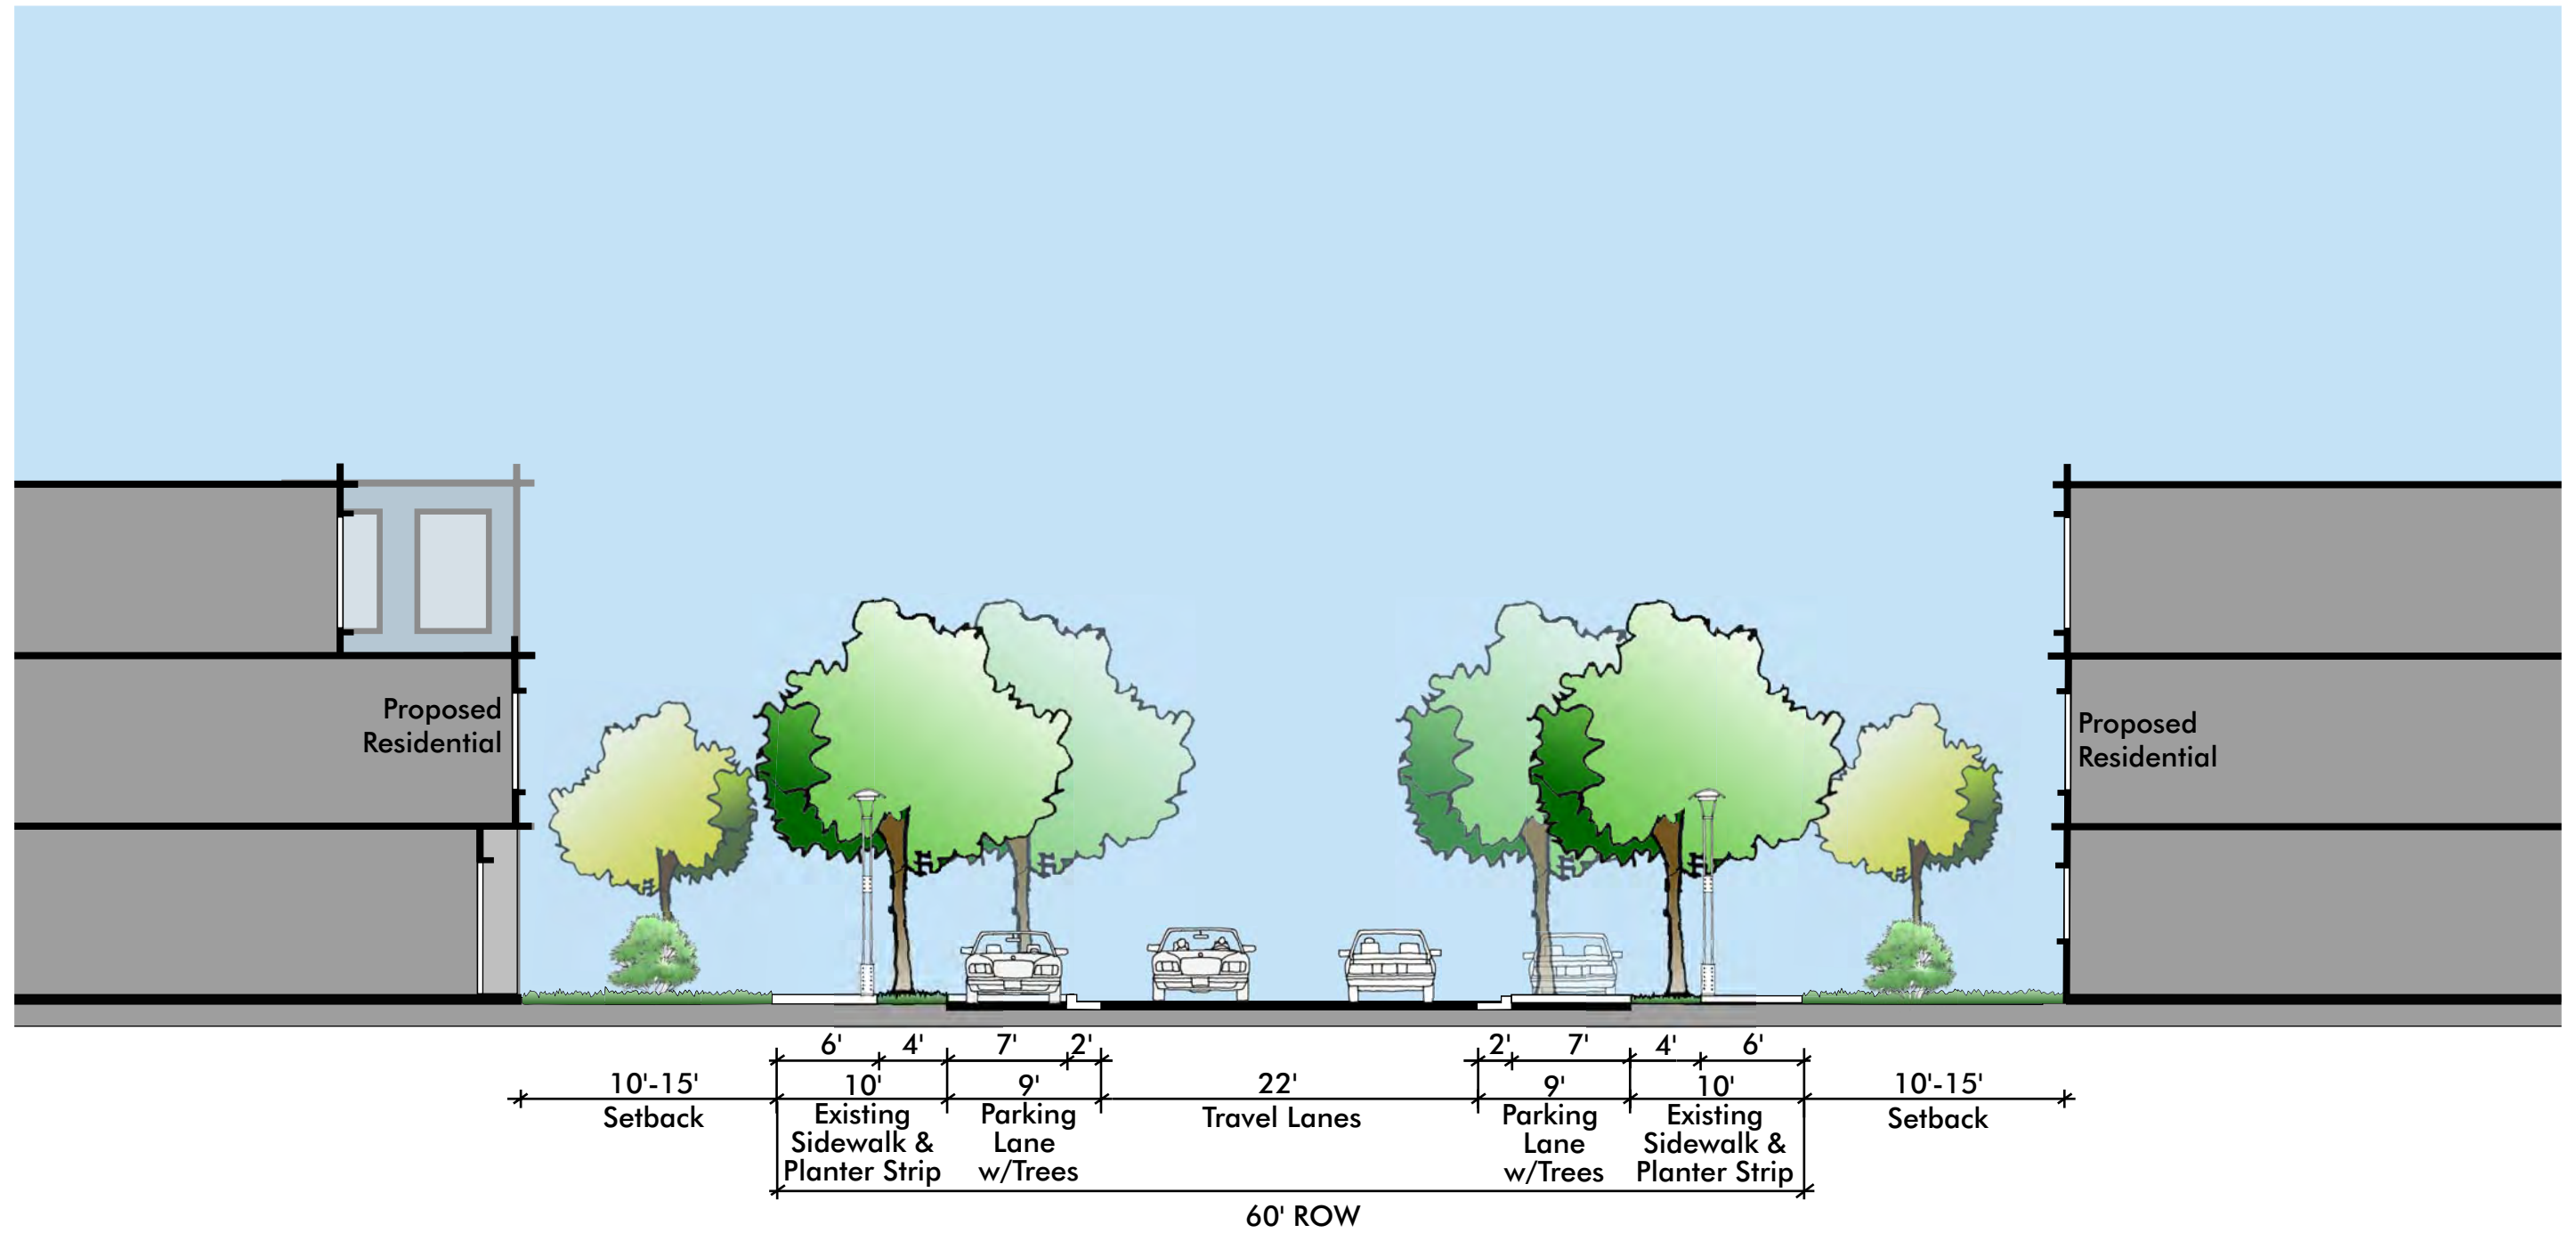 Proposed
Residential
Proposed
Residential
6' 4' 7' 2' 2' 7' 4' 6'
10'-15' 10' 9' 22' 9' 10' 10'-15'
Setback Existing Parking Travel Lanes Parking Existing Setback
Sidewalk & Lane Lane Sidewalk &
Planter Strip w/Trees w/Trees Planter Strip
60' ROW